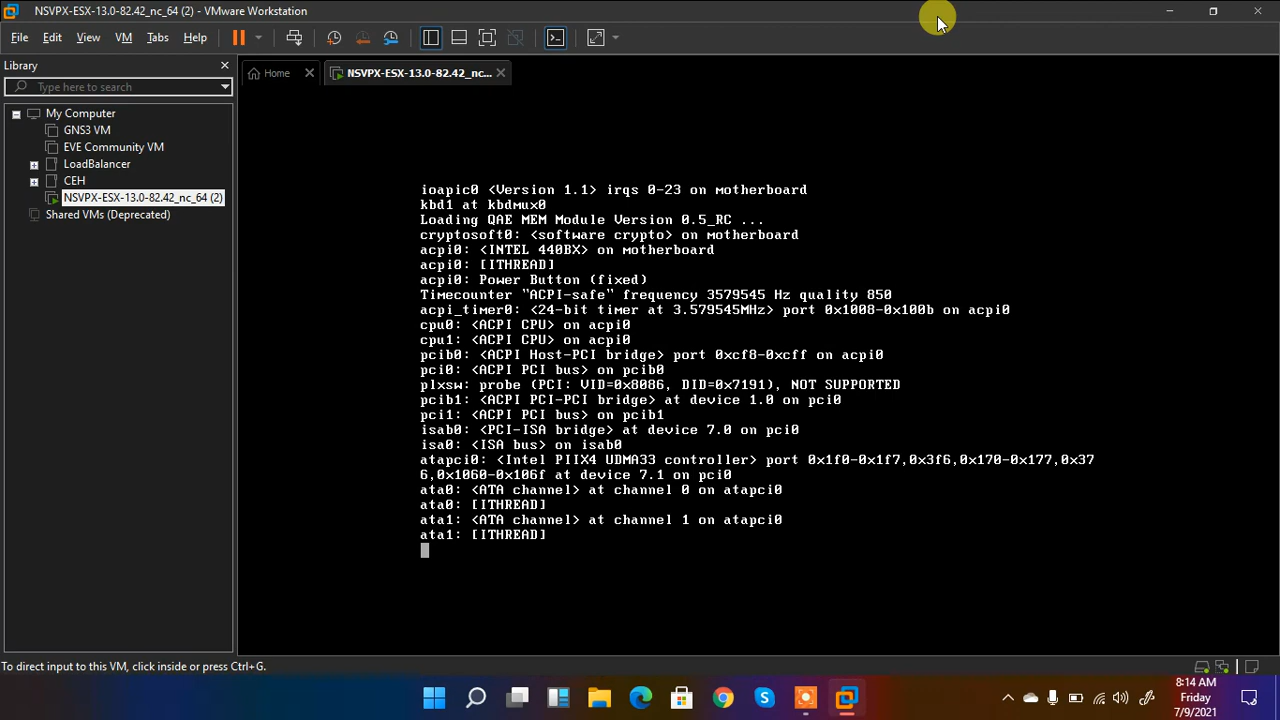 NSVPX-ESX-13.0-82.42_nc_64 (2) - VMware Workstation
File Edit View VM Tabs Help
Library
Type here to search
My Computer
GNS3 VM
EVE Community VM
LoadBalancer
CEH
NSVPX-ESX-13.0-82.42_nc_64 (2)
Shared VMs (Deprecated)
Home
NSVPX-ESX-13.0-82.42_nc...
ioapic0 <Version 1.1> irqs 0-23 on motherboard
kbd1 at kbdmux0
Loading QAE MEM Module Version 0.5_RC ...
cryptosoft0: <software crypto> on motherboard
acpi0: <INTEL 440BX> on motherboard
acpi0: [ITHREAD]
acpi0: Power Button (fixed)
Timecounter "ACPI-safe" frequency 3579545 Hz quality 850
acpi_timer0: <24-bit timer at 3.579545MHz> port 0x1008-0x100b on acpi0
cpu0: <ACPI CPU> on acpi0
cpu1: <ACPI CPU> on acpi0
pcib0: <ACPI Host-PCI bridge> port 0xcf8-0xcff on acpi0
pci0: <ACPI PCI bus> on pcib0
plxsw: probe (PCI: VID=0x8086, DID=0x7191), NOT SUPPORTED
pcib1: <ACPI PCI-PCI bridge> at device 1.0 on pci0
pci1: <ACPI PCI bus> on pcib1
isab0: <PCI-ISA bridge> at device 7.0 on pci0
isa0: <ISA bus> on isab0
atapci0: <Intel PIIX4 UDMA33 controller> port 0x1f0-0x1f7,0x3f6,0x170-0x177,0x37
6,0x1060-0x106f at device 7.1 on pci0
ata0: <ATA channel> at channel 0 on atapci0
ata0: [ITHREAD]
ata1: <ATA channel> at channel 1 on atapci0
ata1: [ITHREAD]
To direct input to this VM, click inside or press Ctrl+G.
8:14 AM
Friday
7/9/2021